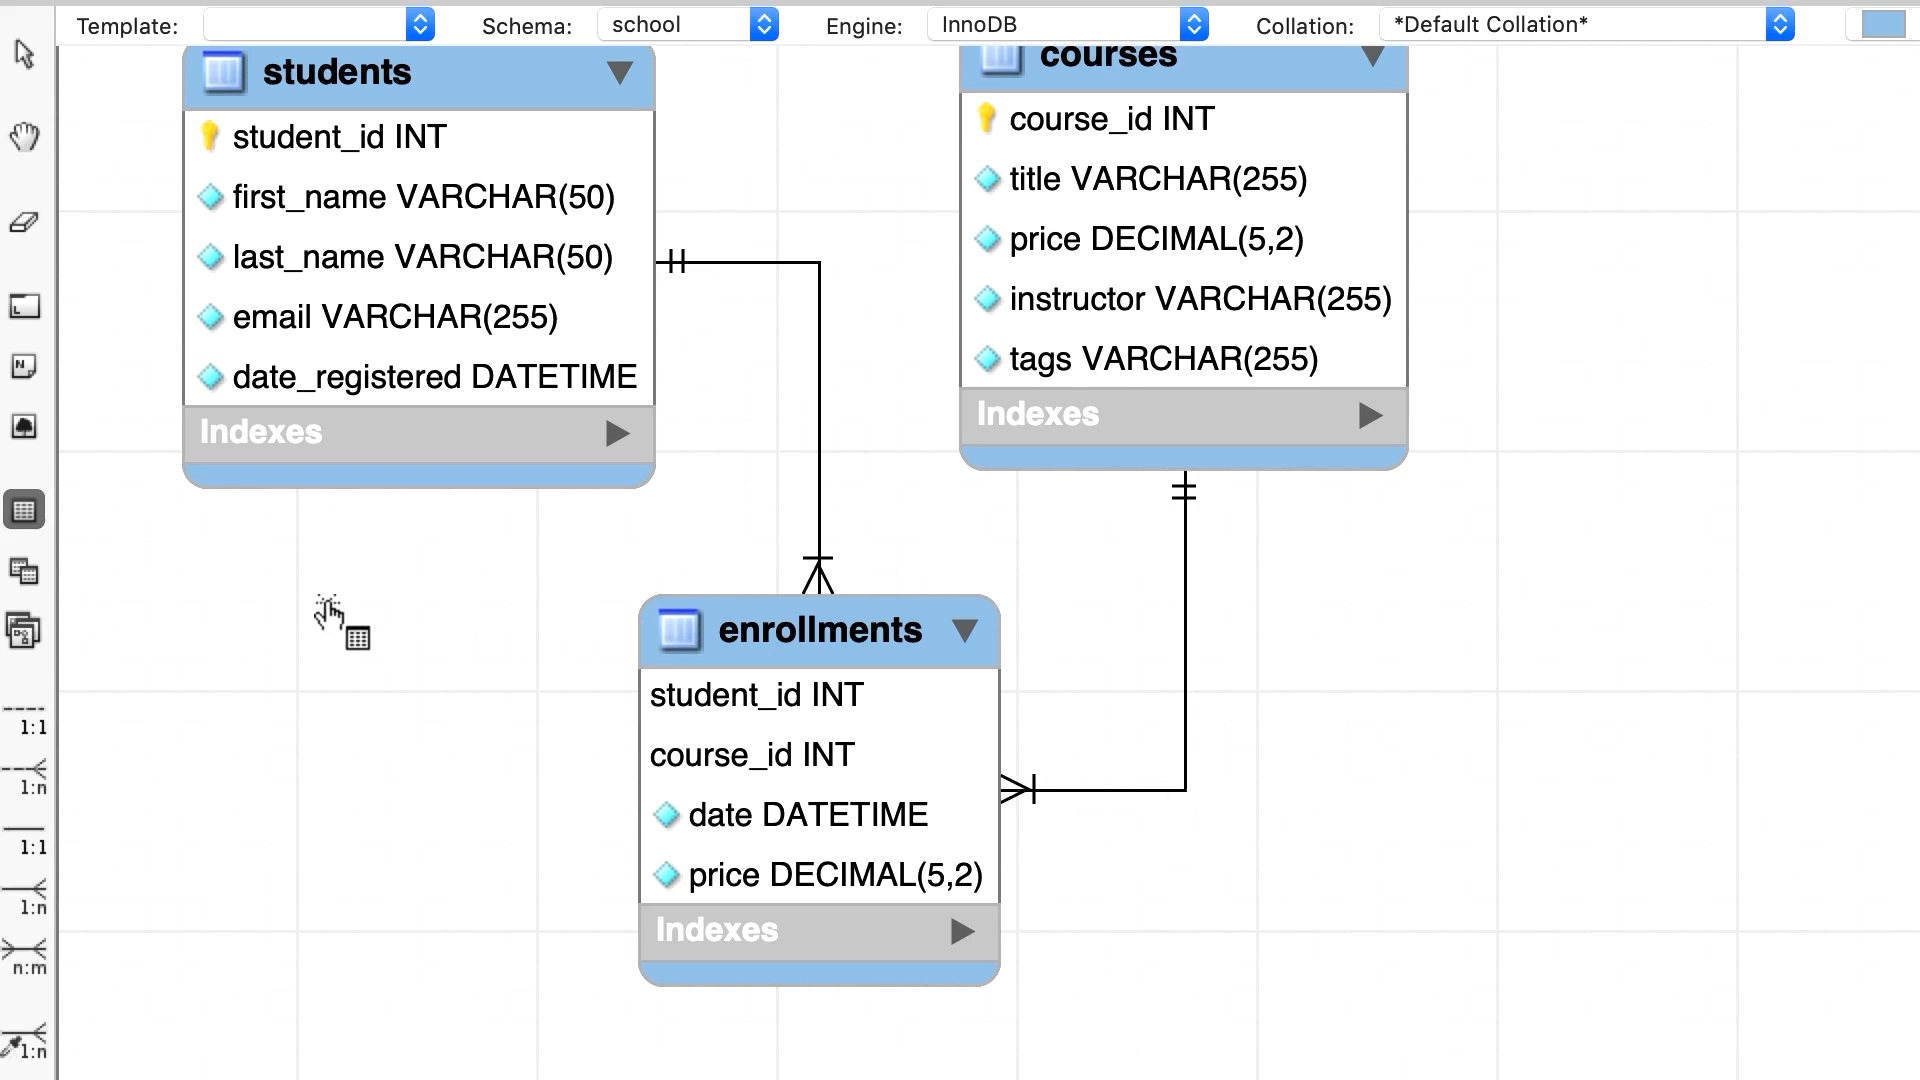 Template: Schema: school Engine: InnoDB Collation: *Default Collation*
students
student_id INT
first_name VARCHAR(50)
last_name VARCHAR(50)
email VARCHAR(255)
date_registered DATETIME
Indexes
courses
course_id INT
title VARCHAR(255)
price DECIMAL(5,2)
instructor VARCHAR(255)
tags VARCHAR(255)
Indexes
enrollments
student_id INT
course_id INT
date DATETIME
price DECIMAL(5,2)
Indexes
1:1
1:n
1:1
1:n
n:m
1:n